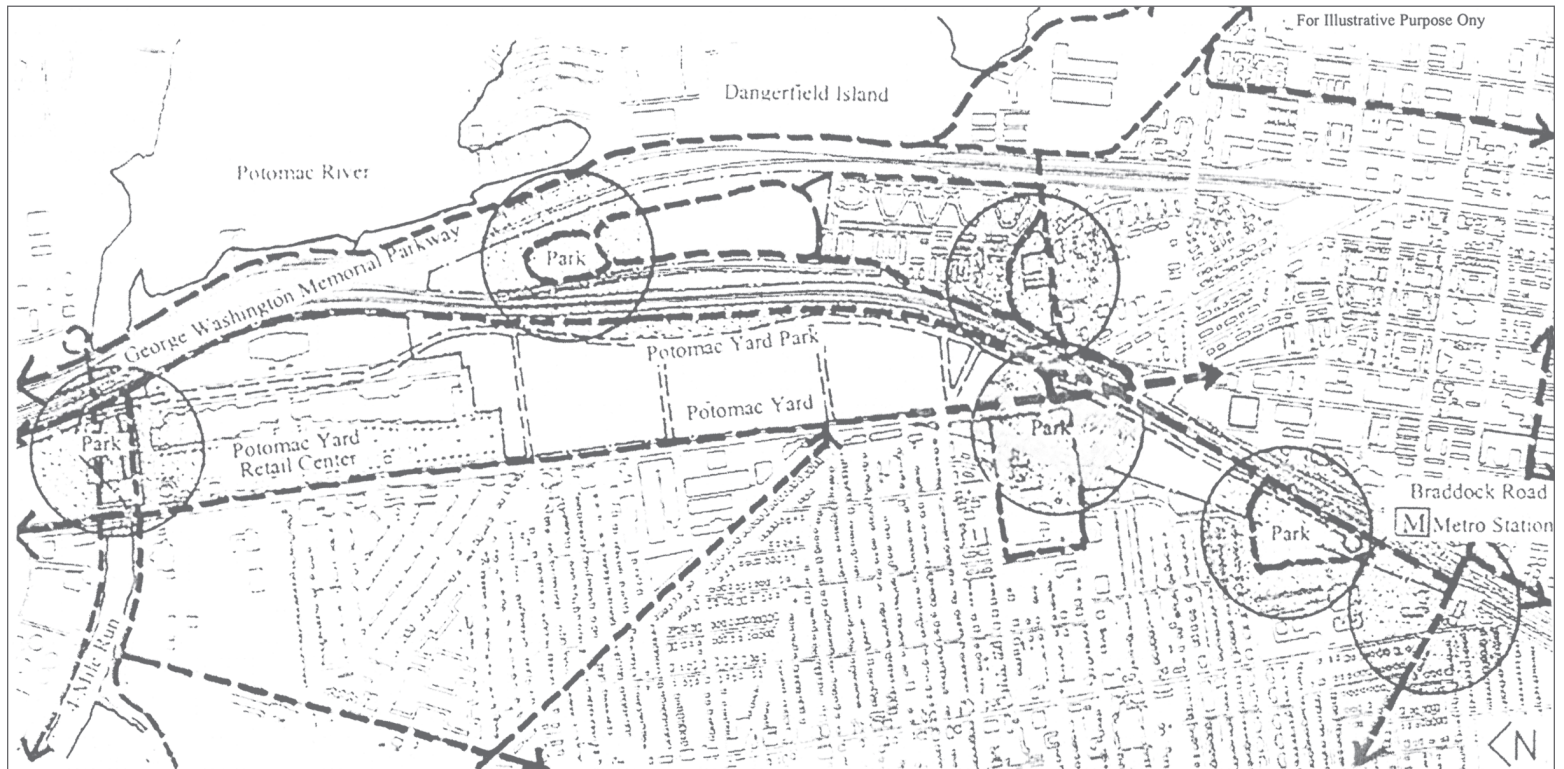 For Illustrative Purpose Ony
Dangerfield Island
Potomac River
George Washington Memorial Parkway
Park
Potomac Yard Park
Potomac Yard
Park
Potomac Yard
Retail Center
Park
Park
Braddock Road
M Metro Station
4 Mile Run
N